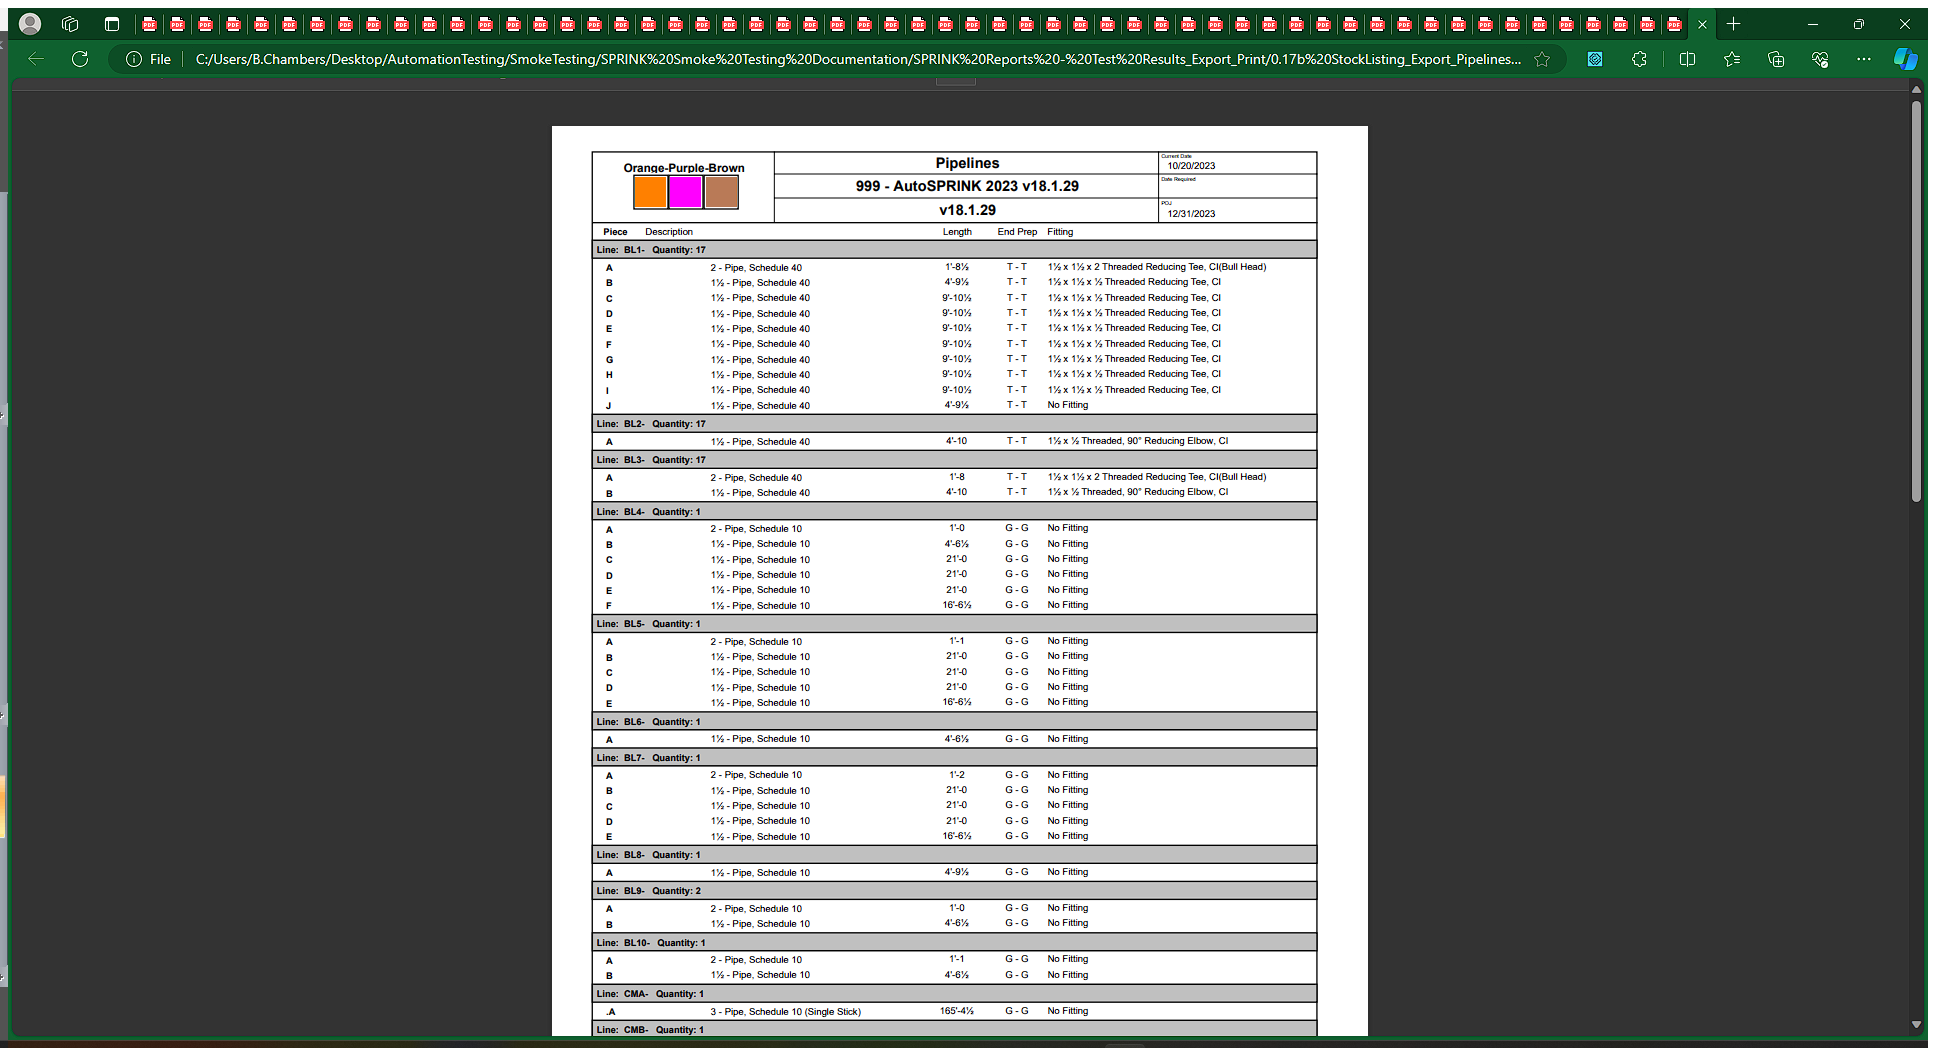 File C:/Users/B.Chambers/Desktop/AutomationTesting/SmokeTesting/SPRINK%20Smoke%20Testing%20Documentation/SPRINK%20Reports%20-%20Test%20Results_Export_Print/0.17b%20StockListing_Export_Pipelines...
Orange-Purple-Brown
Pipelines
999 - AutoSPRINK 2023 v18.1.29
v18.1.29
Current Date
10/20/2023
Date Required
POJ
12/31/2023
Piece Description Length End Prep Fitting
Line: BL1- Quantity: 17
A 2 - Pipe, Schedule 40 1'-8½ T - T 1½ x 1½ x 2 Threaded Reducing Tee, CI(Bull Head)
B 1½ - Pipe, Schedule 40 4'-9½ T - T 1½ x 1½ x ½ Threaded Reducing Tee, CI
C 1½ - Pipe, Schedule 40 9'-10½ T - T 1½ x 1½ x ½ Threaded Reducing Tee, CI
D 1½ - Pipe, Schedule 40 9'-10½ T - T 1½ x 1½ x ½ Threaded Reducing Tee, CI
E 1½ - Pipe, Schedule 40 9'-10½ T - T 1½ x 1½ x ½ Threaded Reducing Tee, CI
F 1½ - Pipe, Schedule 40 9'-10½ T - T 1½ x 1½ x ½ Threaded Reducing Tee, CI
G 1½ - Pipe, Schedule 40 9'-10½ T - T 1½ x 1½ x ½ Threaded Reducing Tee, CI
H 1½ - Pipe, Schedule 40 9'-10½ T - T 1½ x 1½ x ½ Threaded Reducing Tee, CI
I 1½ - Pipe, Schedule 40 9'-10½ T - T 1½ x 1½ x ½ Threaded Reducing Tee, CI
J 1½ - Pipe, Schedule 40 4'-9½ T - T No Fitting
Line: BL2- Quantity: 17
A 1½ - Pipe, Schedule 40 4'-10 T - T 1½ x ½ Threaded, 90° Reducing Elbow, CI
Line: BL3- Quantity: 17
A 2 - Pipe, Schedule 40 1'-8 T - T 1½ x 1½ x 2 Threaded Reducing Tee, CI(Bull Head)
B 1½ - Pipe, Schedule 40 4'-10 T - T 1½ x ½ Threaded, 90° Reducing Elbow, CI
Line: BL4- Quantity: 1
A 2 - Pipe, Schedule 10 1'-0 G - G No Fitting
B 1½ - Pipe, Schedule 10 4'-6½ G - G No Fitting
C 1½ - Pipe, Schedule 10 21'-0 G - G No Fitting
D 1½ - Pipe, Schedule 10 21'-0 G - G No Fitting
E 1½ - Pipe, Schedule 10 21'-0 G - G No Fitting
F 1½ - Pipe, Schedule 10 16'-6½ G - G No Fitting
Line: BL5- Quantity: 1
A 2 - Pipe, Schedule 10 1'-1 G - G No Fitting
B 1½ - Pipe, Schedule 10 21'-0 G - G No Fitting
C 1½ - Pipe, Schedule 10 21'-0 G - G No Fitting
D 1½ - Pipe, Schedule 10 21'-0 G - G No Fitting
E 1½ - Pipe, Schedule 10 16'-6½ G - G No Fitting
Line: BL6- Quantity: 1
A 1½ - Pipe, Schedule 10 4'-6½ G - G No Fitting
Line: BL7- Quantity: 1
A 2 - Pipe, Schedule 10 1'-2 G - G No Fitting
B 1½ - Pipe, Schedule 10 21'-0 G - G No Fitting
C 1½ - Pipe, Schedule 10 21'-0 G - G No Fitting
D 1½ - Pipe, Schedule 10 21'-0 G - G No Fitting
E 1½ - Pipe, Schedule 10 16'-6½ G - G No Fitting
Line: BL8- Quantity: 1
A 1½ - Pipe, Schedule 10 4'-9½ G - G No Fitting
Line: BL9- Quantity: 2
A 2 - Pipe, Schedule 10 1'-0 G - G No Fitting
B 1½ - Pipe, Schedule 10 4'-6½ G - G No Fitting
Line: BL10- Quantity: 1
A 2 - Pipe, Schedule 10 1'-1 G - G No Fitting
B 1½ - Pipe, Schedule 10 4'-6½ G - G No Fitting
Line: CMA- Quantity: 1
.A 3 - Pipe, Schedule 10 (Single Stick) 165'-4½ G - G No Fitting
Line: CMB- Quantity: 1